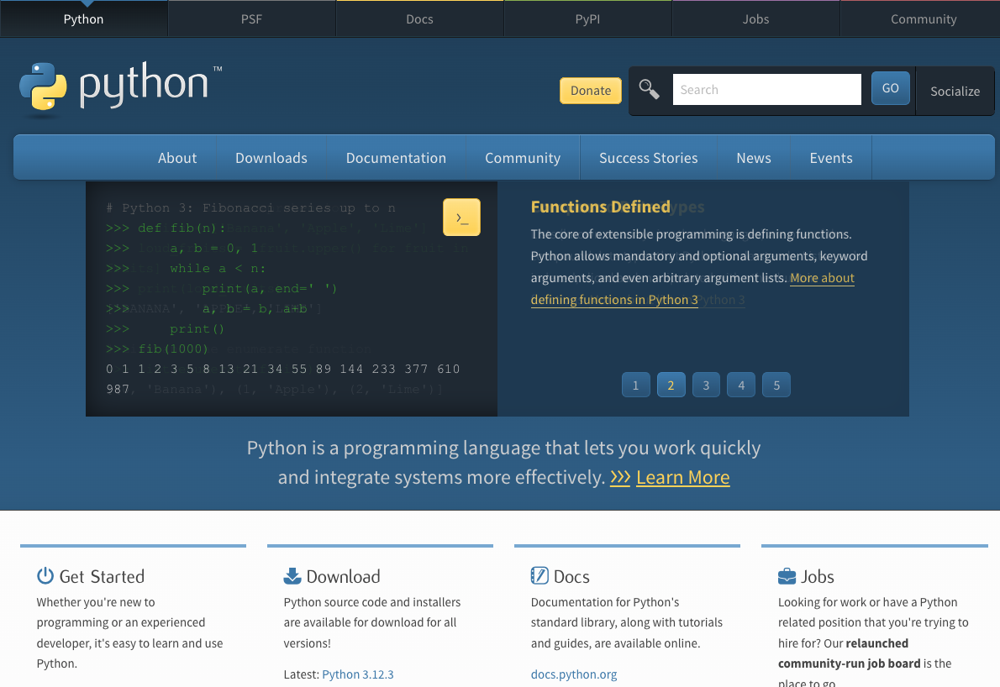 Python
PSF
Docs
PyPI
Jobs
Community
python™
Donate
Search
GO
Socialize
About
Downloads
Documentation
Community
Success Stories
News
Events
# Python 3: Fibonacci series up to n
>>> def fib(n):
>>>     a, b = 0, 1
>>>     while a < n:
>>>         print(a, end=' ')
>>>         a, b = b, a+b
>>>     print()
>>> fib(1000)
0 1 1 2 3 5 8 13 21 34 55 89 144 233 377 610
987
>_
Functions Defined
The core of extensible programming is defining functions.
Python allows mandatory and optional arguments, keyword
arguments, and even arbitrary argument lists. More about
defining functions in Python 3
1
2
3
4
5
Python is a programming language that lets you work quickly
and integrate systems more effectively. >>> Learn More
Get Started
Whether you're new to
programming or an experienced
developer, it's easy to learn and use
Python.
Download
Python source code and installers
are available for download for all
versions!
Latest: Python 3.12.3
Docs
Documentation for Python's
standard library, along with tutorials
and guides, are available online.
docs.python.org
Jobs
Looking for work or have a Python
related position that you're trying to
hire for? Our relaunched
community-run job board is the
place to go.